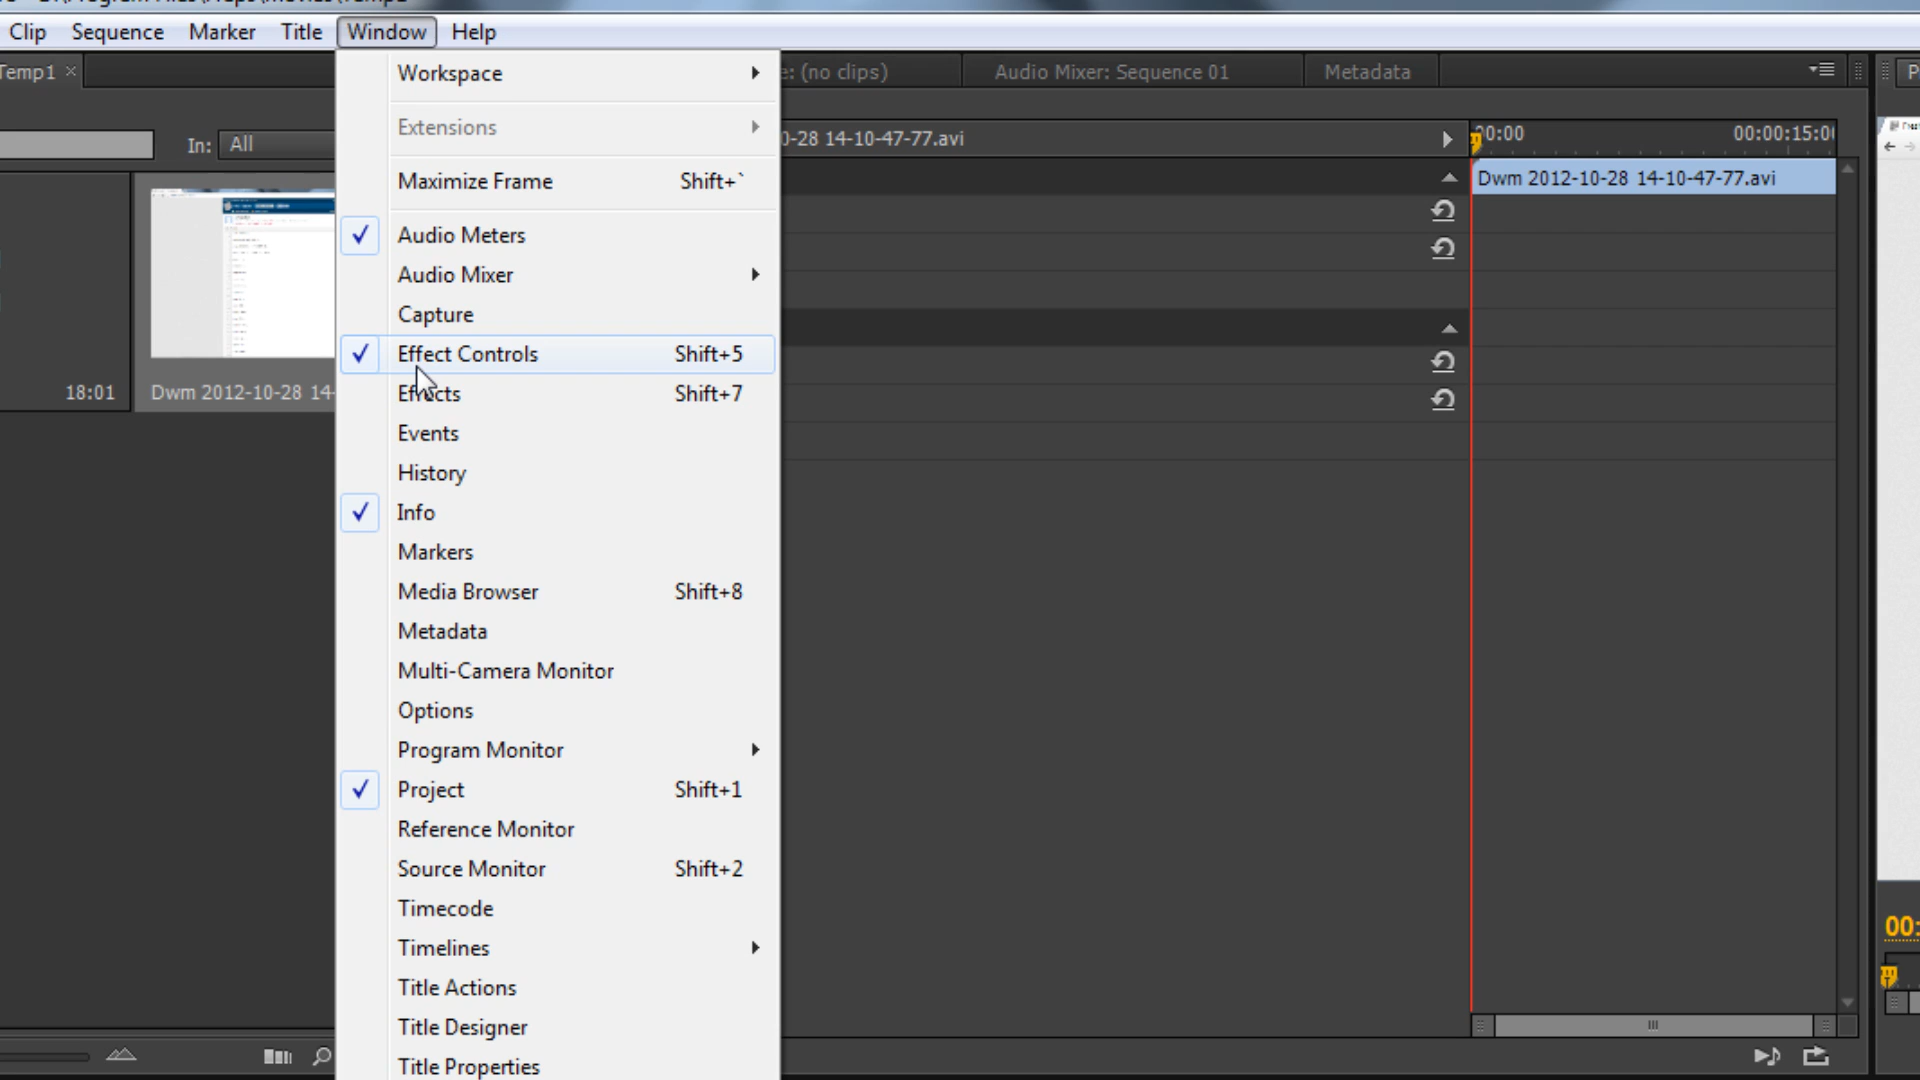 Clip Sequence Marker Title Window Help
Temp1 ×
Workspace
e: (no clips)
Audio Mixer: Sequence 01
Metadata
Extensions
In: All
0-28 14-10-47-77.avi
00:00
00:00:15:0
Maximize Frame Shift+`
Dwm 2012-10-28 14-10-47-77.avi
Audio Meters
Audio Mixer
Capture
Effect Controls Shift+5
18:01
Dwm 2012-10-28 14-
Effects Shift+7
Events
History
Info
Markers
Media Browser Shift+8
Metadata
Multi-Camera Monitor
Options
Program Monitor
Project Shift+1
Reference Monitor
Source Monitor Shift+2
Timecode
00:
Timelines
Title Actions
Title Designer
Title Properties